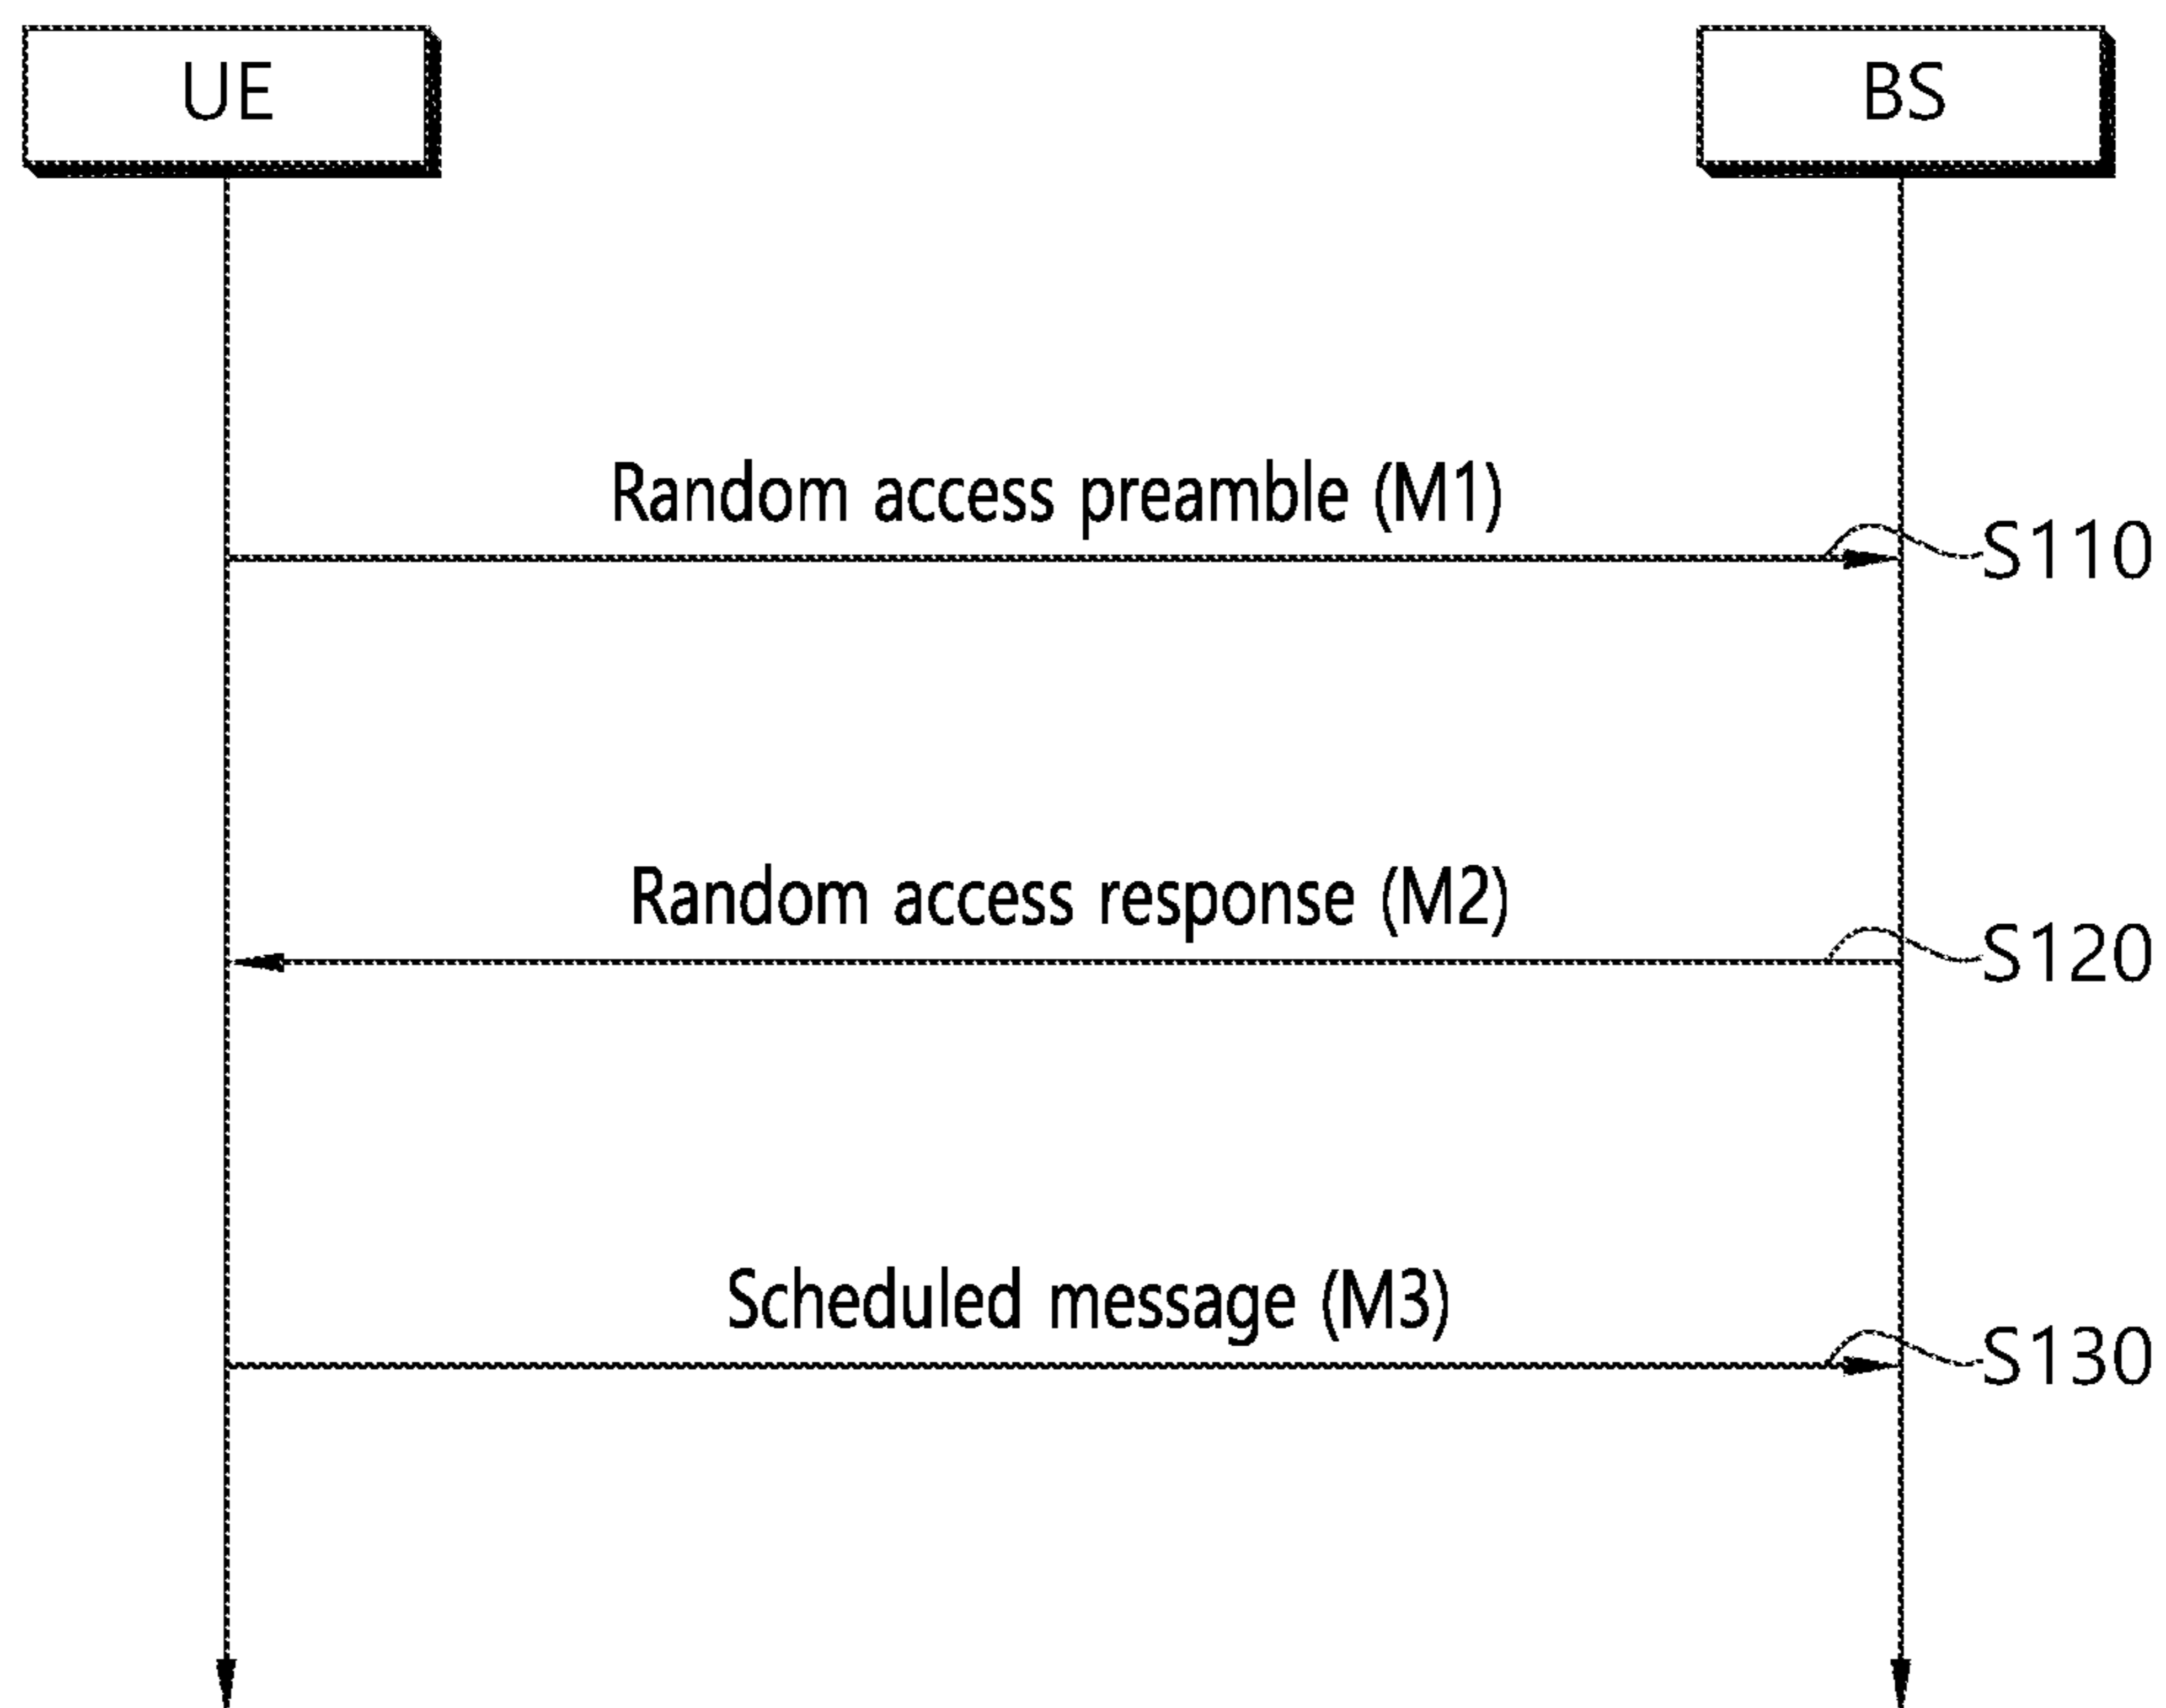 UE
BS
Random access preamble (M1)
S110
Random access response (M2)
S120
Scheduled message (M3)
S130